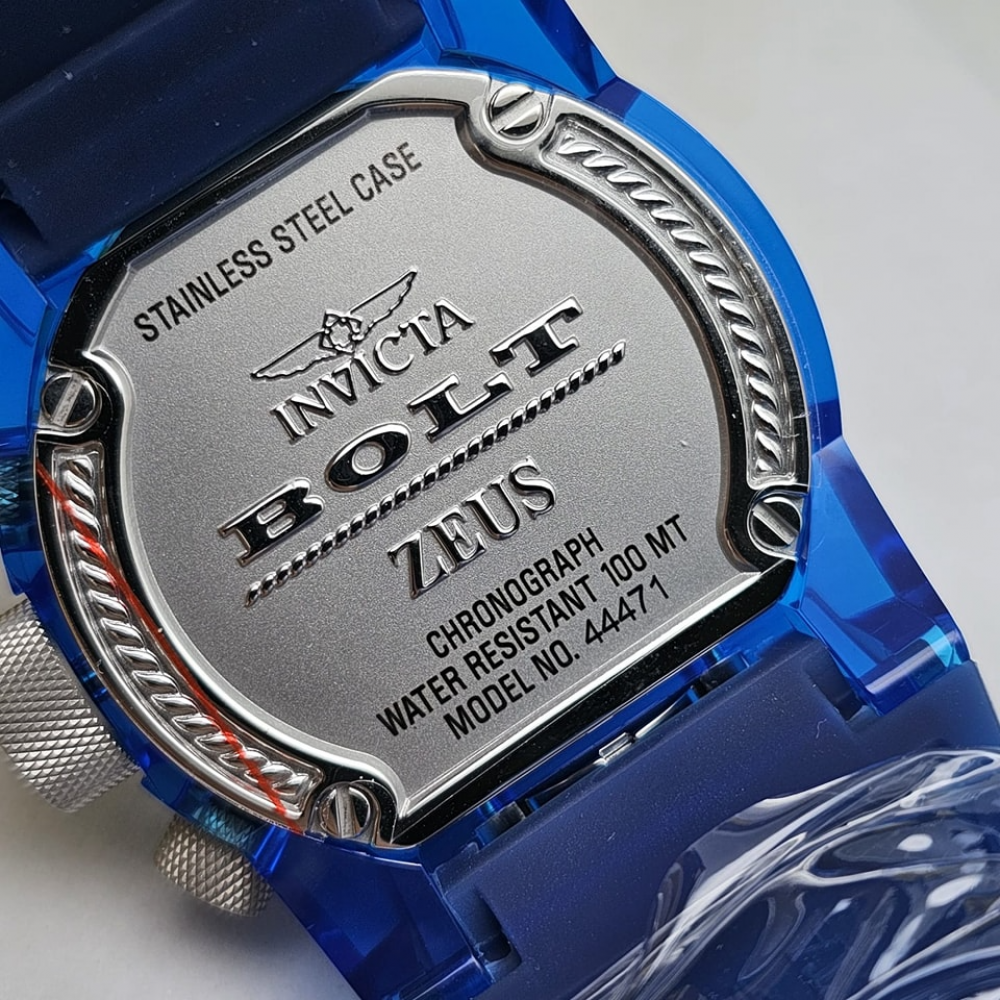 STAINLESS STEEL CASE
INVICTA
BOLT
ZEUS
CHRONOGRAPH
WATER RESISTANT 100 MT
MODEL NO. 44471